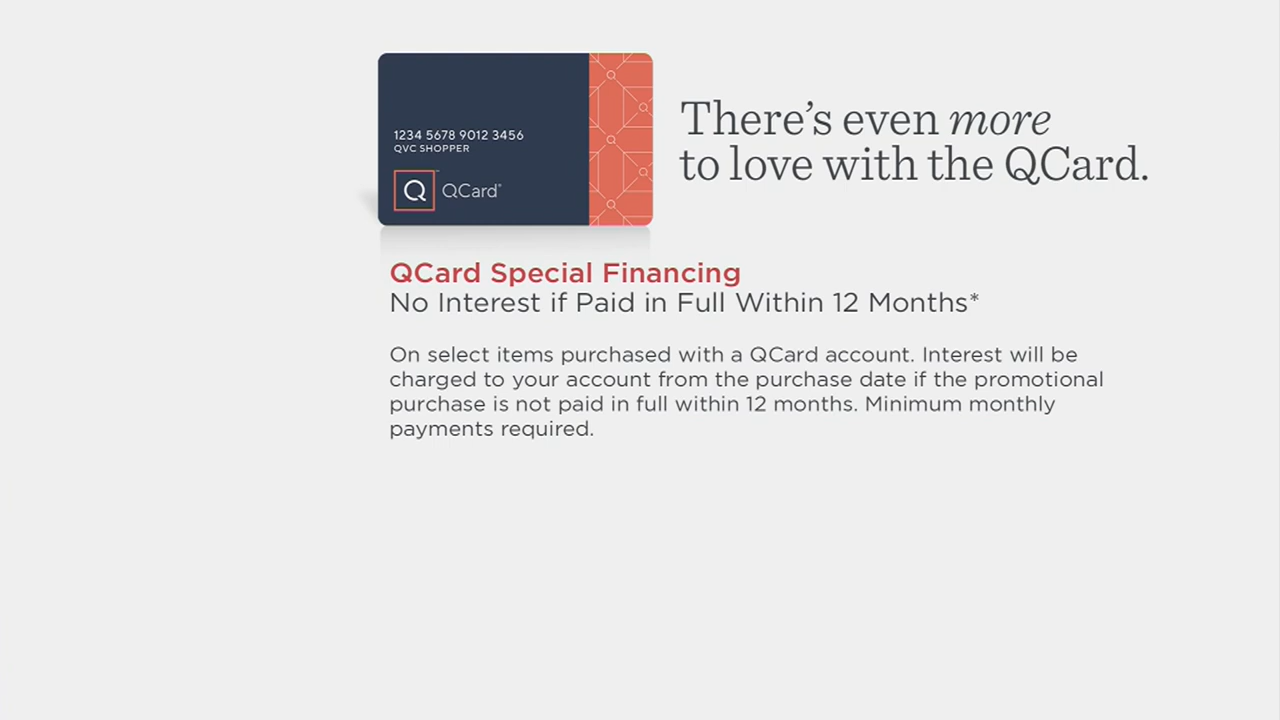 1234 5678 9012 3456
QVC SHOPPER
Q™ QCard®
There's even more
to love with the QCard.
QCard Special Financing
No Interest if Paid in Full Within 12 Months*
On select items purchased with a QCard account. Interest will be
charged to your account from the purchase date if the promotional
purchase is not paid in full within 12 months. Minimum monthly
payments required.